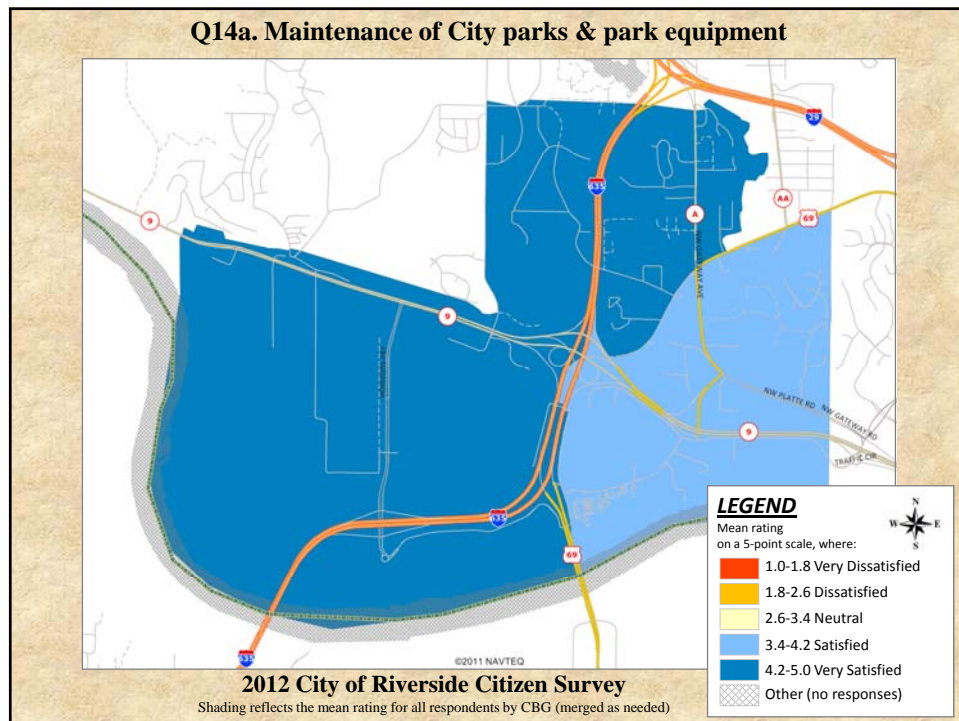 Q14a. Maintenance of City parks & park equipment
29
635
A
AA
69
9
9
NW PLATTE RD
NW GATEWAY RD
9
TRAFFIC CIR
635
69
635
©2011 NAVTEQ
LEGEND
Mean rating
on a 5-point scale, where:
N
W E
S
1.0-1.8 Very Dissatisfied
1.8-2.6 Dissatisfied
2.6-3.4 Neutral
3.4-4.2 Satisfied
4.2-5.0 Very Satisfied
Other (no responses)
2012 City of Riverside Citizen Survey
Shading reflects the mean rating for all respondents by CBG (merged as needed)